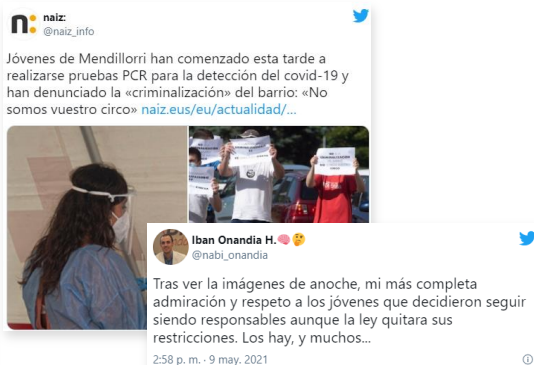 naiz:
@naiz_info
Jóvenes de Mendillorri han comenzado esta tarde a
realizarse pruebas PCR para la detección del covid-19 y
han denunciado la «criminalización» del barrio: «No
somos vuestro circo» naiz.eus/eu/actualidad/...
Iban Onandia H.
@nabi_onandia
Tras ver la imágenes de anoche, mi más completa
admiración y respeto a los jóvenes que decidieron seguir
siendo responsables aunque la ley quitara sus
restricciones. Los hay, y muchos...
2:58 p. m. · 9 may. 2021